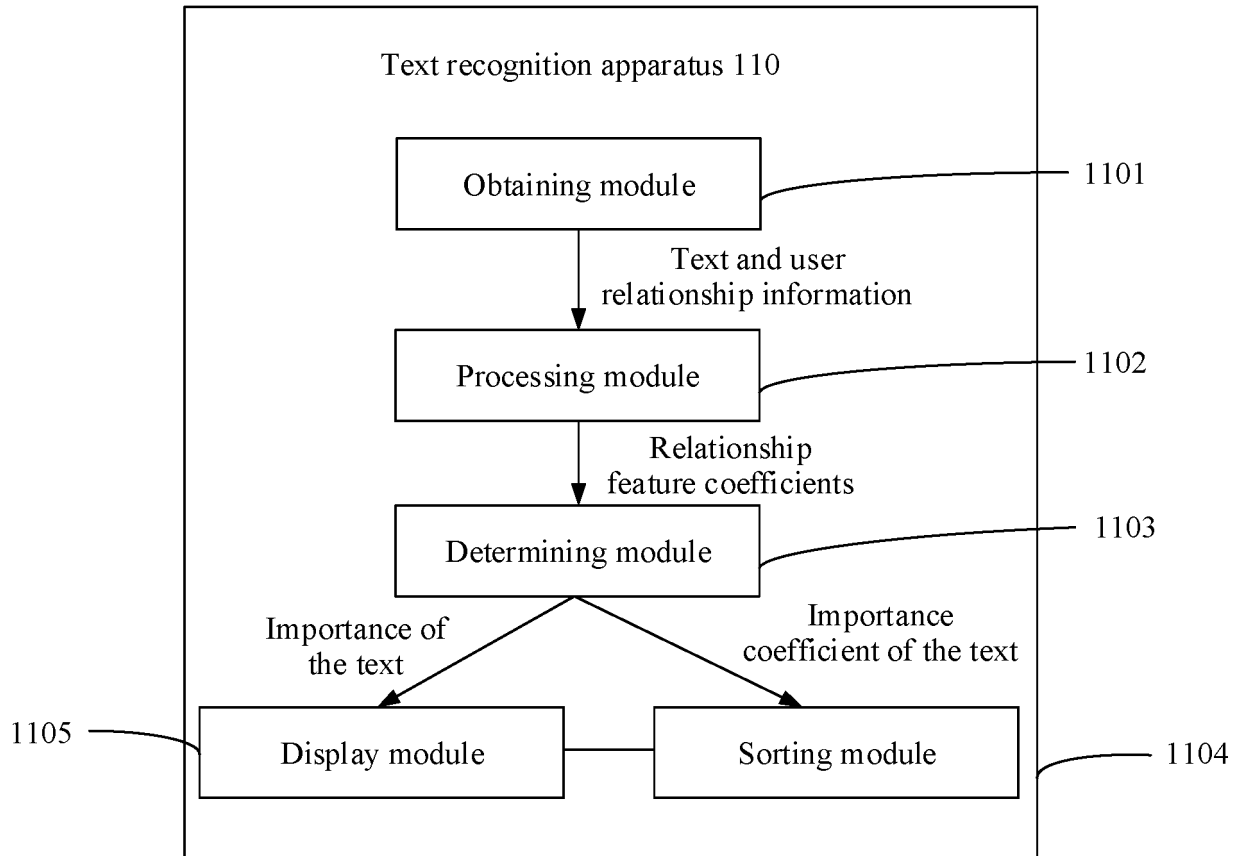 Text recognition apparatus 110
Obtaining module
1101
Text and user
relationship information
Processing module
1102
Relationship
feature coefficients
Determining module
1103
Importance of
the text
Importance
coefficient of the text
1105
Display module
Sorting module
1104